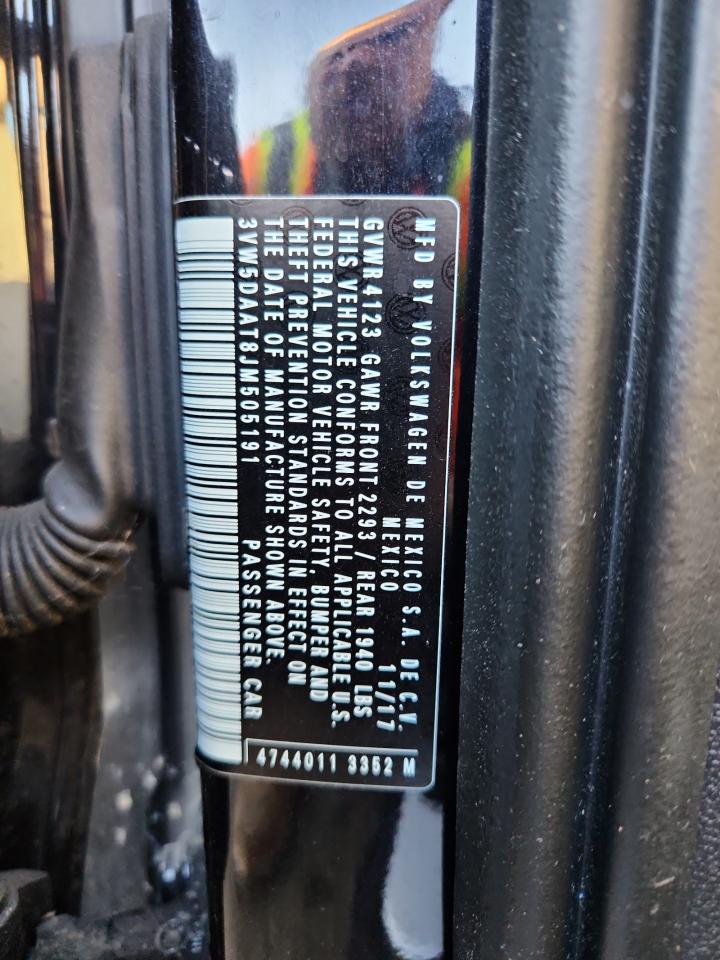 MFD BY VOLKSWAGEN DE MEXICO S.A. DE C.V.
MEXICO 11/17
GVWR 4123 GAWR FRONT 2293 / REAR 1940 LBS
THIS VEHICLE CONFORMS TO ALL APPLICABLE U.S.
FEDERAL MOTOR VEHICLE SAFETY, BUMPER AND
THEFT PREVENTION STANDARDS IN EFFECT ON
THE DATE OF MANUFACTURE SHOWN ABOVE.
3VW5DAAT8JM505191 PASSENGER CAR
4744011 3352 M